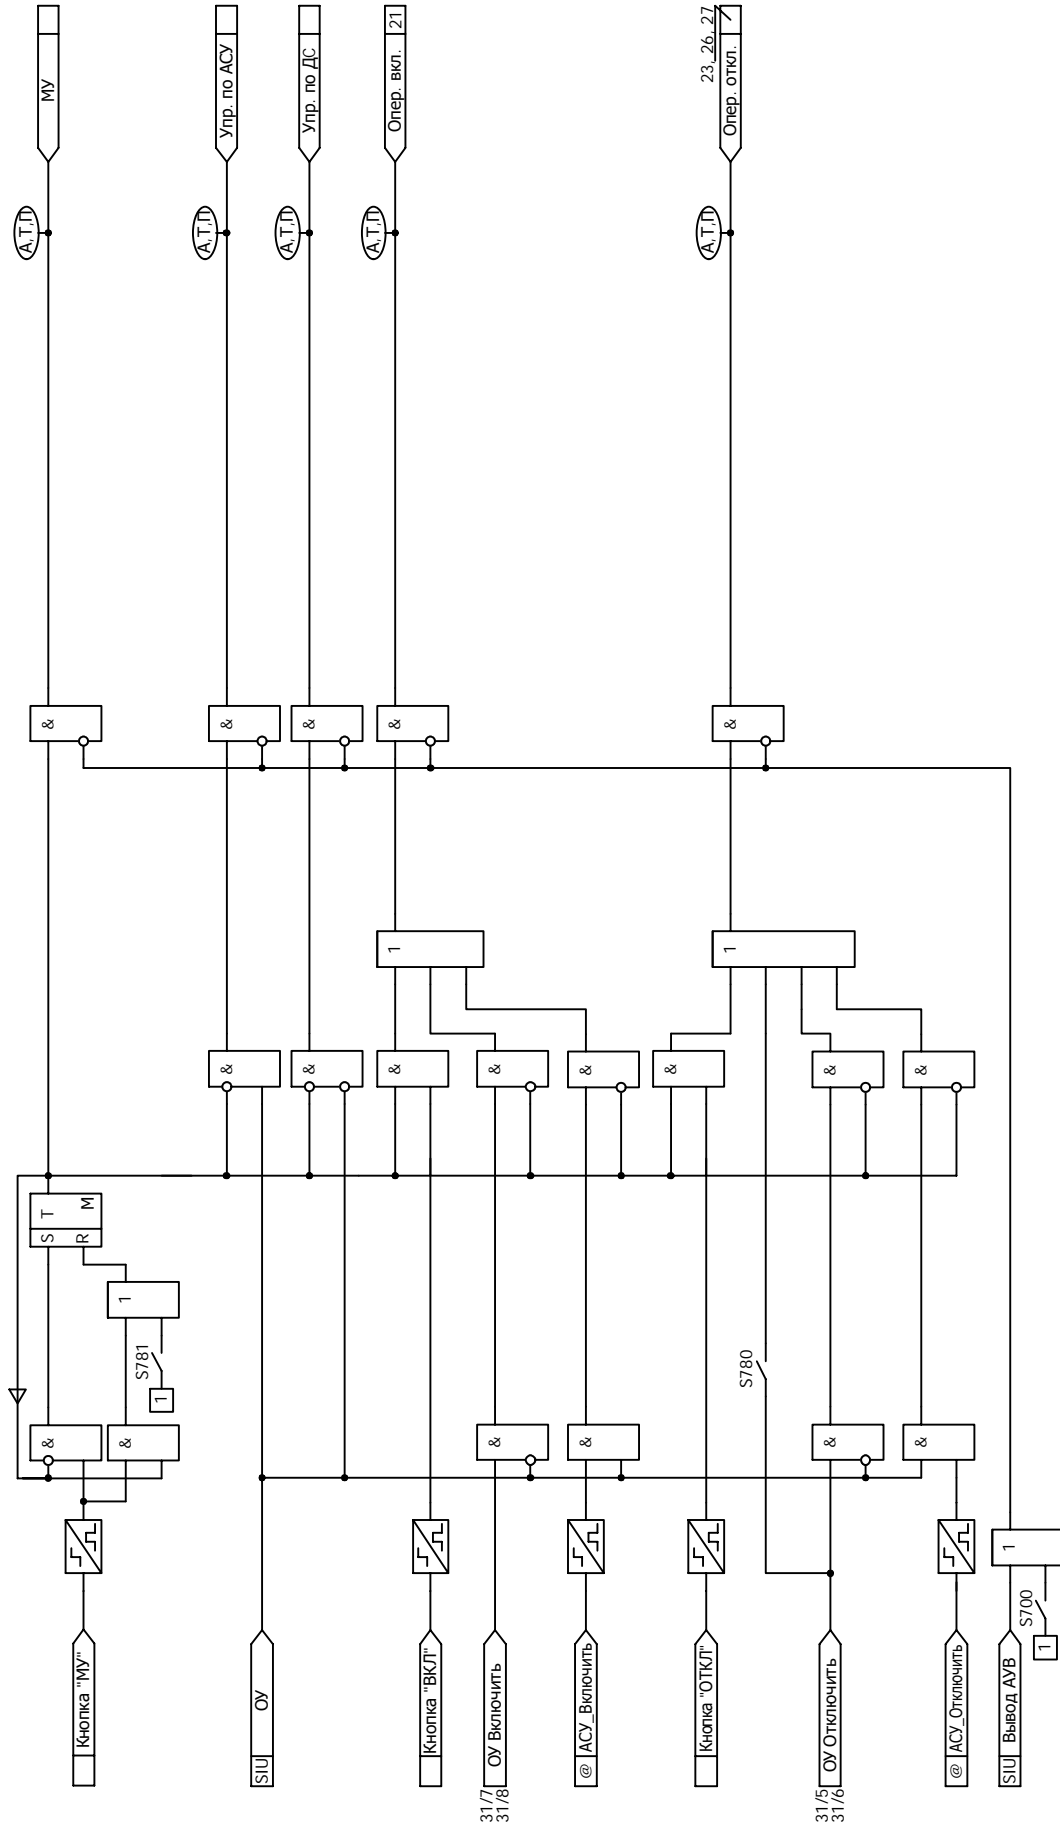 Кнопка "МУ"
SIU ОУ
Кнопка "ВКЛ"
31/7
31/8
ОУ Включить
@ АСУ_Включить
Кнопка "ОТКЛ"
31/5
31/6
ОУ Отключить
@ АСУ_Отключить
SIU Вывод АУВ
1
S700
1
&
&
&
&
&
&
1
S781
1
S780
S T
R M
&
&
&
&
&
&
&
&
1
1
&
&
&
&
&
А,Т,П
А,Т,П
А,Т,П
А,Т,П
А,Т,П
МУ
Упр. по АСУ
Упр. по ДС
Опер. вкл. 21
Опер. откл.
23, 26, 27